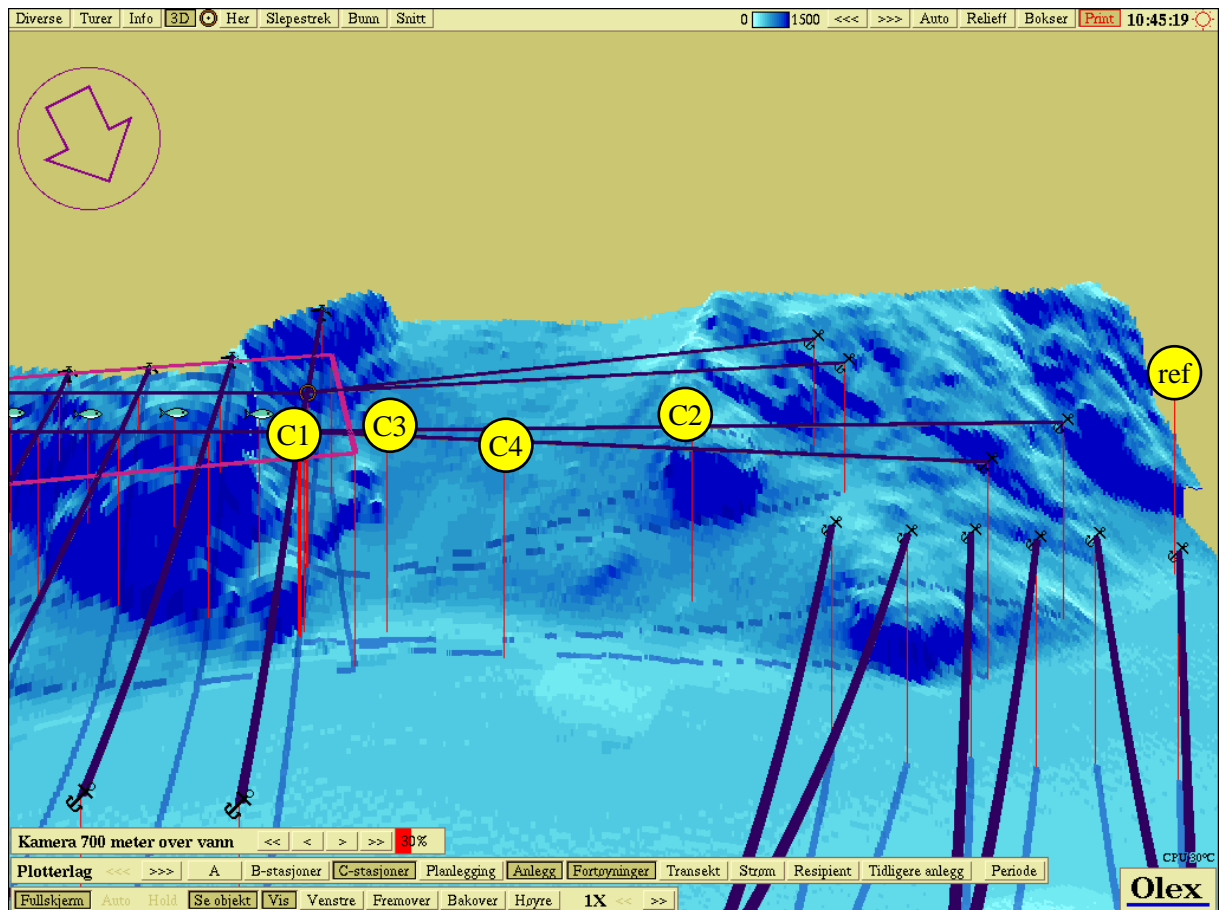 Diverse Turer Info 3D Her Slepestrek Bunn Snitt 0 1500 <<< >>> Auto Relieff Bokser Print 10:45:19
ref
C2
C3
C1
C4
Kamera 700 meter over vann << < > >> 30%
CPU 30°C
Plotterlag <<< >>> A B-stasjoner C-stasjoner Planlegging Anlegg Fortøyninger Transekt Strøm Resipient Tidligere anlegg Periode
Olex
Fullskjerm Auto Hold Se objekt Vis Venstre Fremover Bakover Høyre 1X << >>